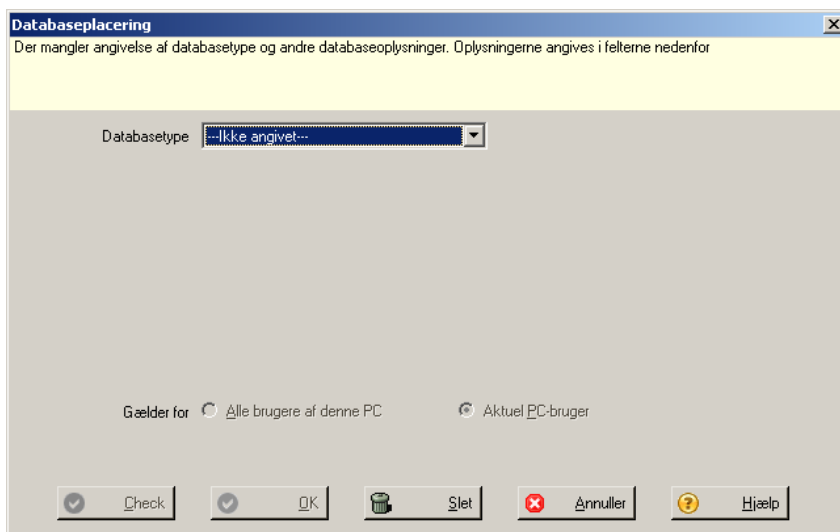 Databaseplacering
Der mangler angivelse af databasetype og andre databaseoplysninger. Oplysningerne angives i felterne nedenfor
Databasetype ---Ikke angivet---
Gælder for Alle brugere af denne PC Aktuel PC-bruger
Check OK Slet Annuller Hjælp